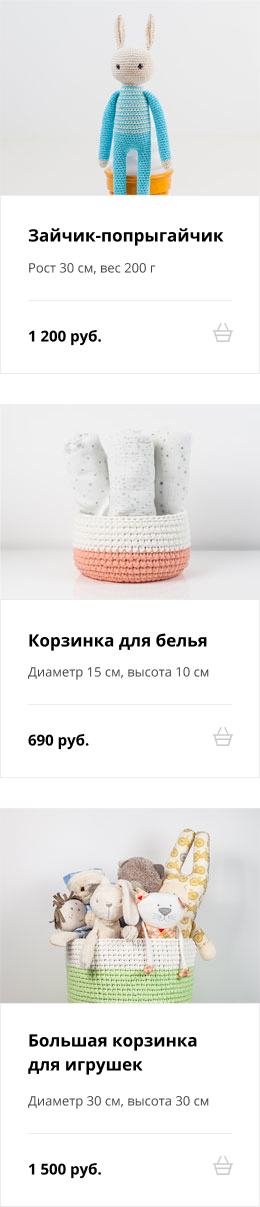 Зайчик-попрыгайчик
Рост 30 см, вес 200 г
1 200 руб.
Корзинка для белья
Диаметр 15 см, высота 10 см
690 руб.
Большая корзинка
для игрушек
Диаметр 30 см, высота 30 см
1 500 руб.